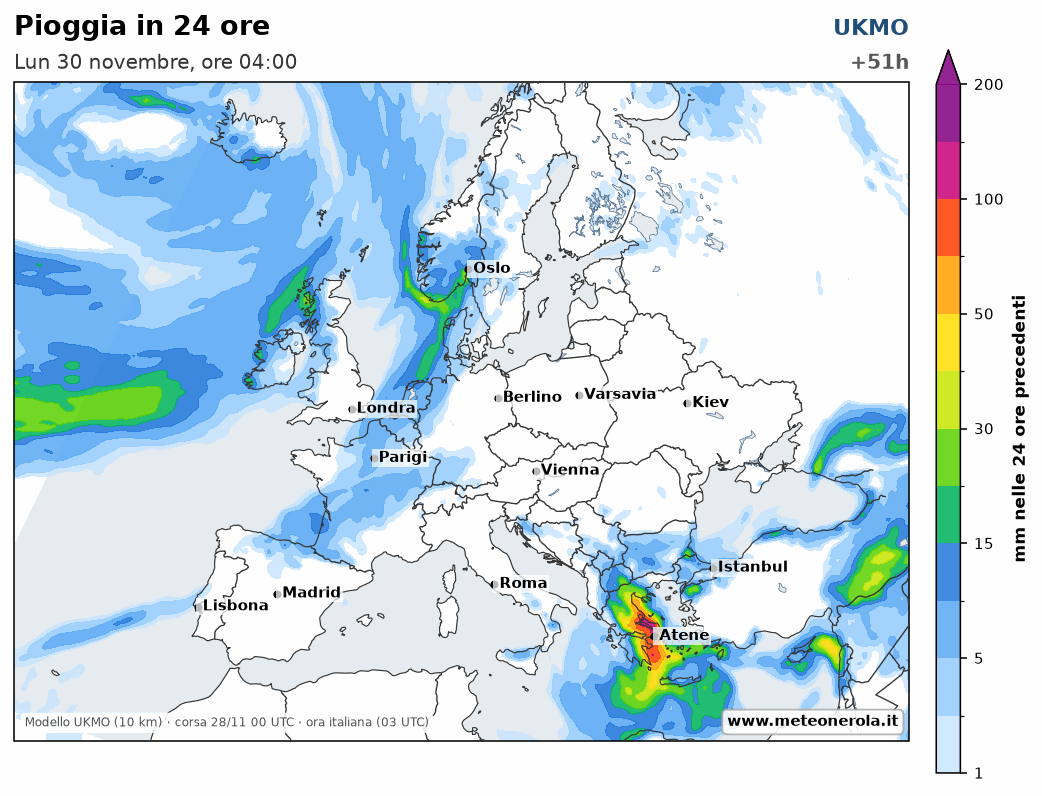 Pioggia in 24 ore
UKMO
Lun 30 novembre, ore 04:00
+51h
200
100
50
30
15
5
1
mm nelle 24 ore precedenti
Oslo
Berlino
Varsavia
Kiev
Londra
Parigi
Vienna
Istanbul
Roma
Madrid
Lisbona
Atene
Modello UKMO (10 km) · corsa 28/11 00 UTC · ora italiana (03 UTC)
www.meteonerola.it